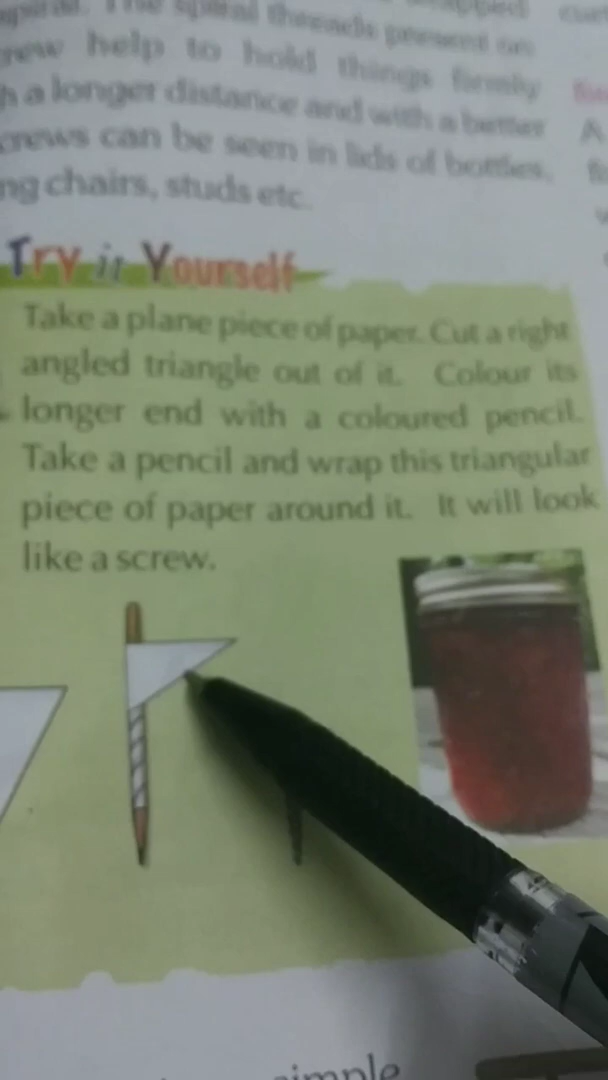 spiral. The spiral threads present on
rew help to hold things firmly
h a longer distance and with a better
crews can be seen in lids of bottles,
ng chairs, studs etc.
Try it Yourself
Take a plane piece of paper. Cut a right
angled triangle out of it. Colour its
longer end with a coloured pencil.
Take a pencil and wrap this triangular
piece of paper around it. It will look
like a screw.
simple